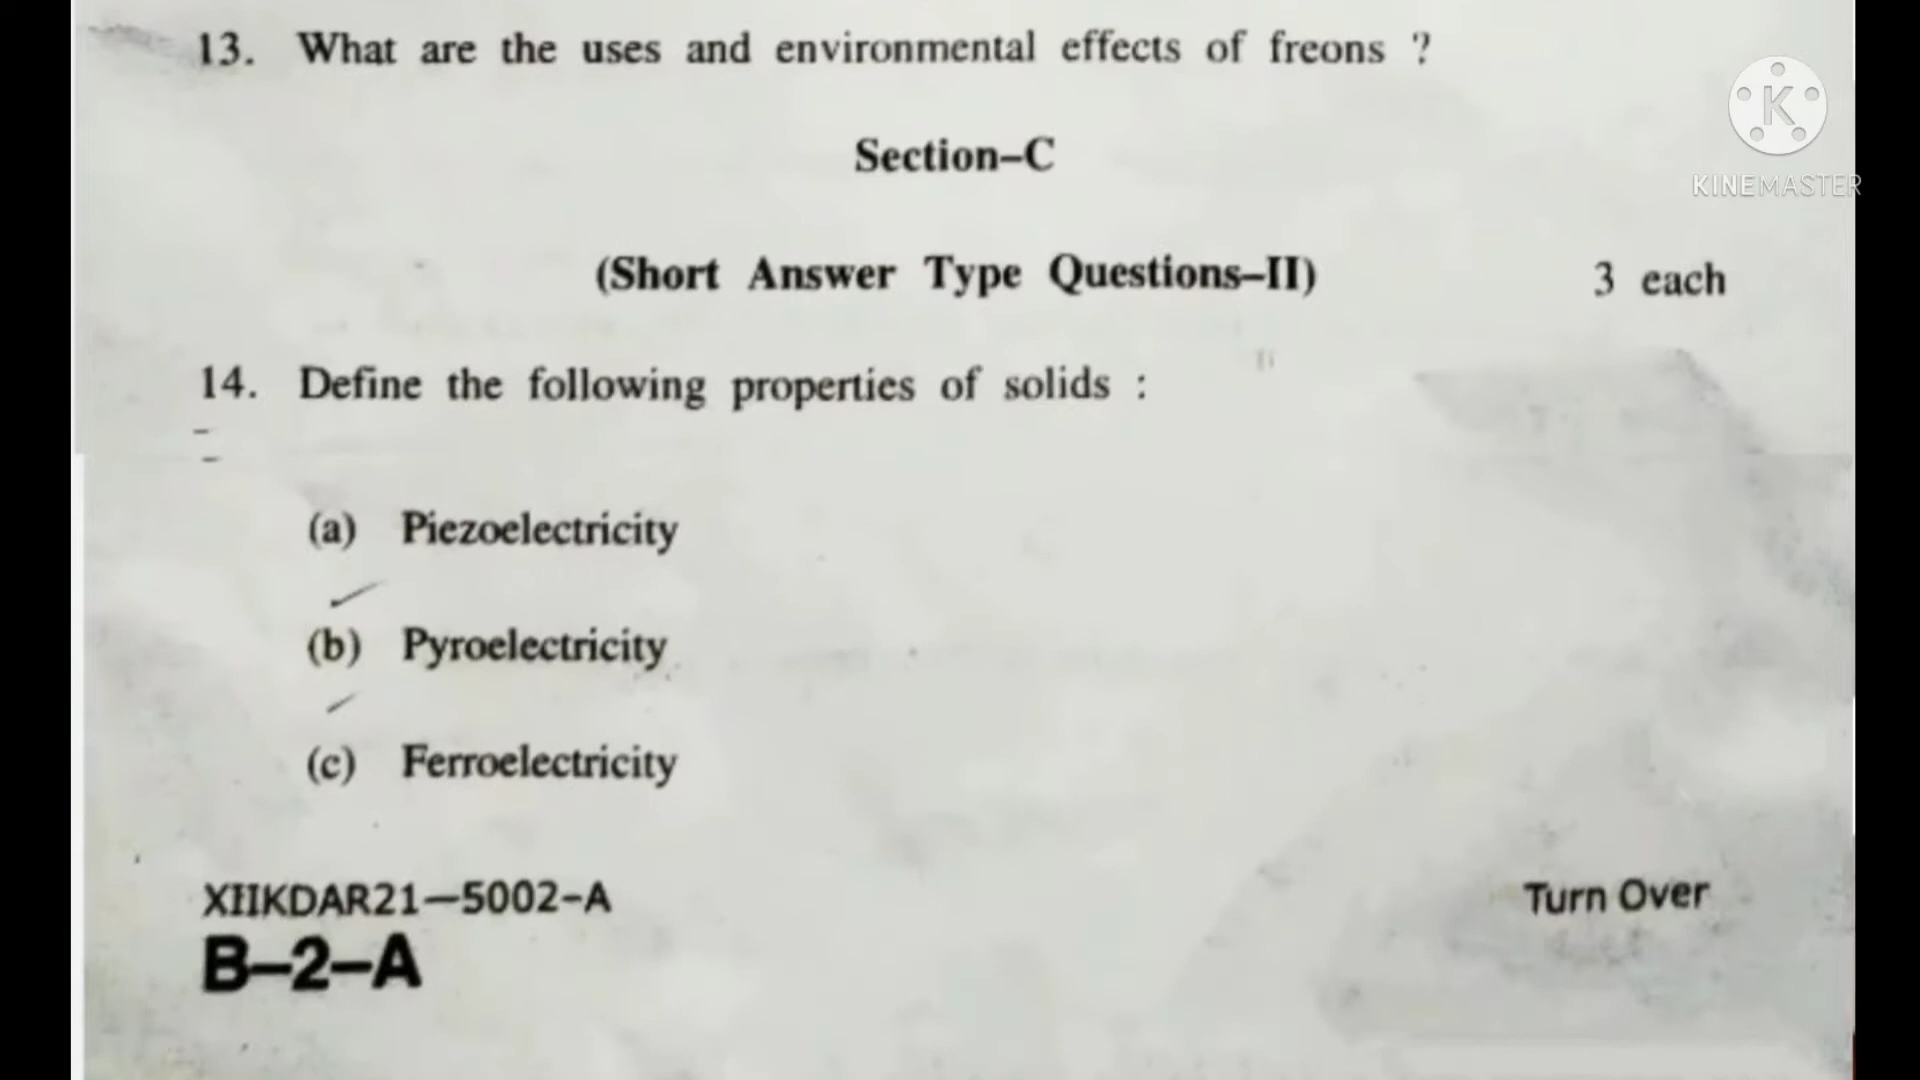 13. What are the uses and environmental effects of freons ?
K
KINEMASTER
Section–C
(Short Answer Type Questions–II) 3 each
14. Define the following properties of solids :
(a) Piezoelectricity
(b) Pyroelectricity
(c) Ferroelectricity
XIIKDAR21—5002–A Turn Over
B–2–A